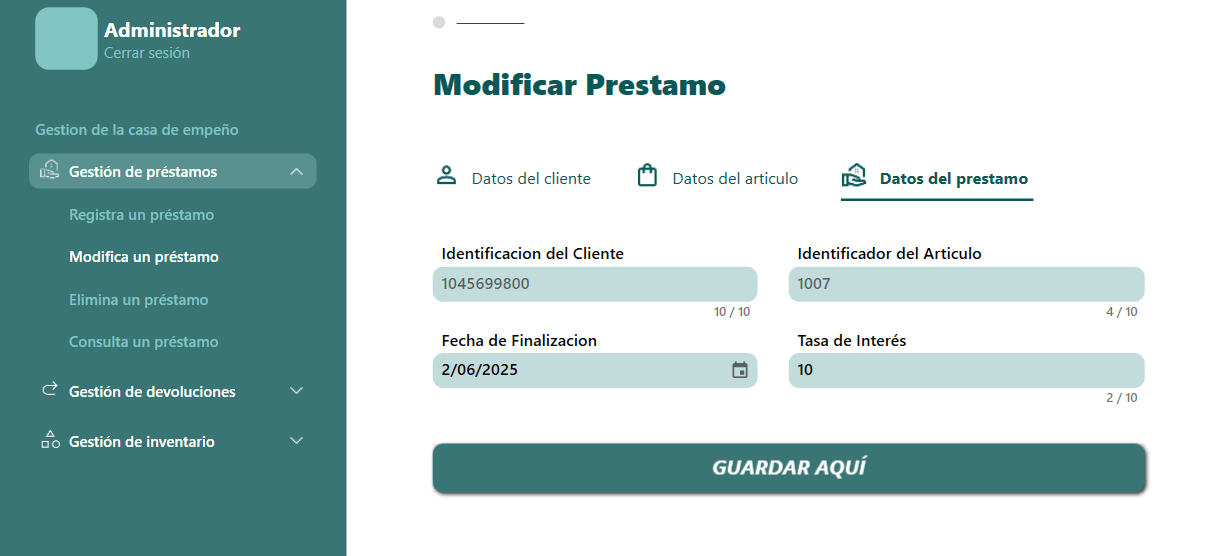 Administrador
Cerrar sesión
Gestion de la casa de empeño
Gestión de préstamos
Registra un préstamo
Modifica un préstamo
Elimina un préstamo
Consulta un préstamo
Gestión de devoluciones
Gestión de inventario
Modificar Prestamo
Datos del cliente
Datos del articulo
Datos del prestamo
Identificacion del Cliente
1045699800
10 / 10
Identificador del Articulo
1007
4 / 10
Fecha de Finalizacion
2/06/2025
Tasa de Interés
10
2 / 10
GUARDAR AQUÍ